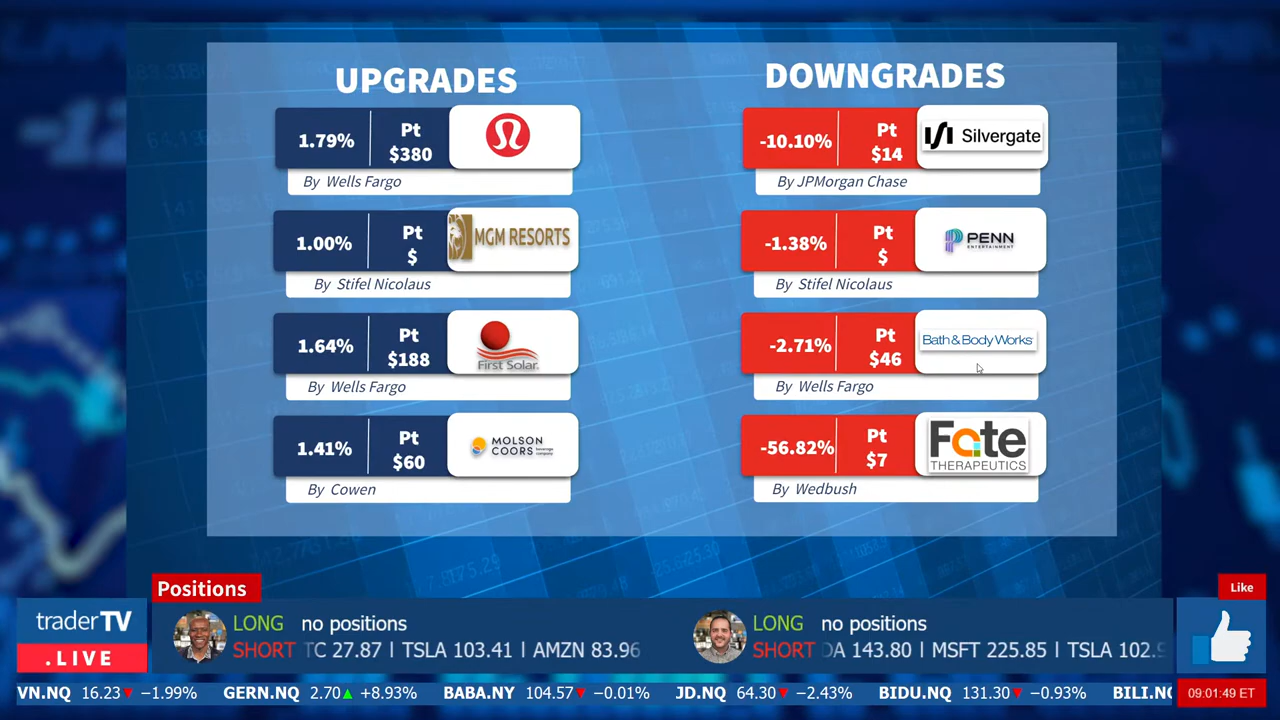 UPGRADES
1.79%
Pt
$380
By Wells Fargo
1.00%
Pt
$
MGM RESORTS
By Stifel Nicolaus
1.64%
Pt
$188
First Solar.
By Wells Fargo
1.41%
Pt
$60
MOLSON
COORS beverage company
By Cowen
DOWNGRADES
-10.10%
Pt
$14
Silvergate
By JPMorgan Chase
-1.38%
Pt
$
PENN
ENTERTAINMENT
By Stifel Nicolaus
-2.71%
Pt
$46
Bath & Body Works
By Wells Fargo
-56.82%
Pt
$7
Fate
THERAPEUTICS
By Wedbush
Positions
Like
traderTV
.LIVE
LONG no positions
SHORT TC 27.87 | TSLA 103.41 | AMZN 83.96
LONG no positions
SHORT DA 143.80 | MSFT 225.85 | TSLA 102.9
VN.NQ 16.23 −1.99% GERN.NQ 2.70 +8.93% BABA.NY 104.57 −0.01% JD.NQ 64.30 −2.43% BIDU.NQ 131.30 −0.93% BILI.NQ
09:01:49 ET